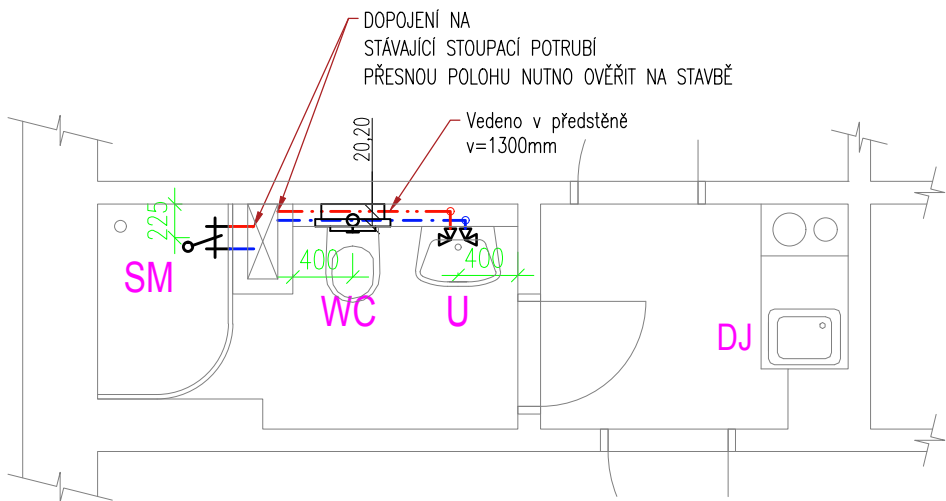 DOPOJENÍ NA
STÁVAJÍCÍ STOUPACÍ POTRUBÍ
PŘESNOU POLOHU NUTNO OVĚŘIT NA STAVBĚ
Vedeno v předstěně
v=1300mm
20,20
225
400
400
SM
WC
U
DJ